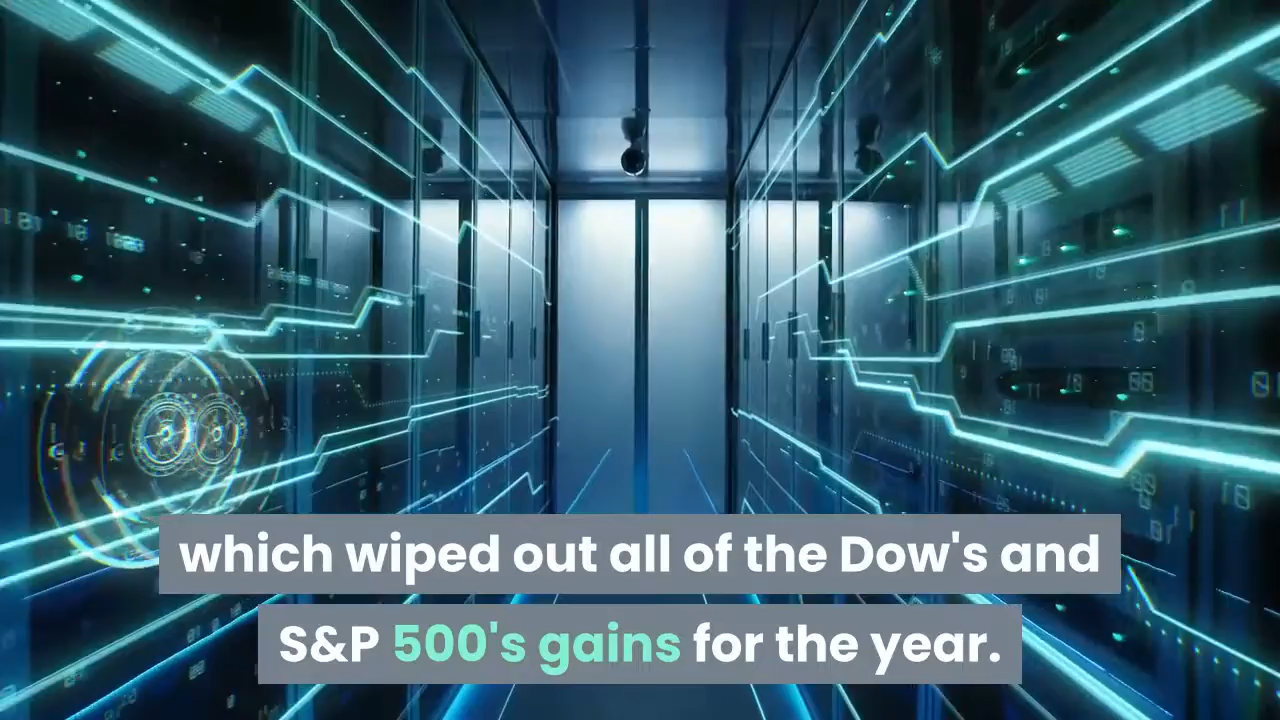 which wiped out all of the Dow's and
S&P 500's gains for the year.